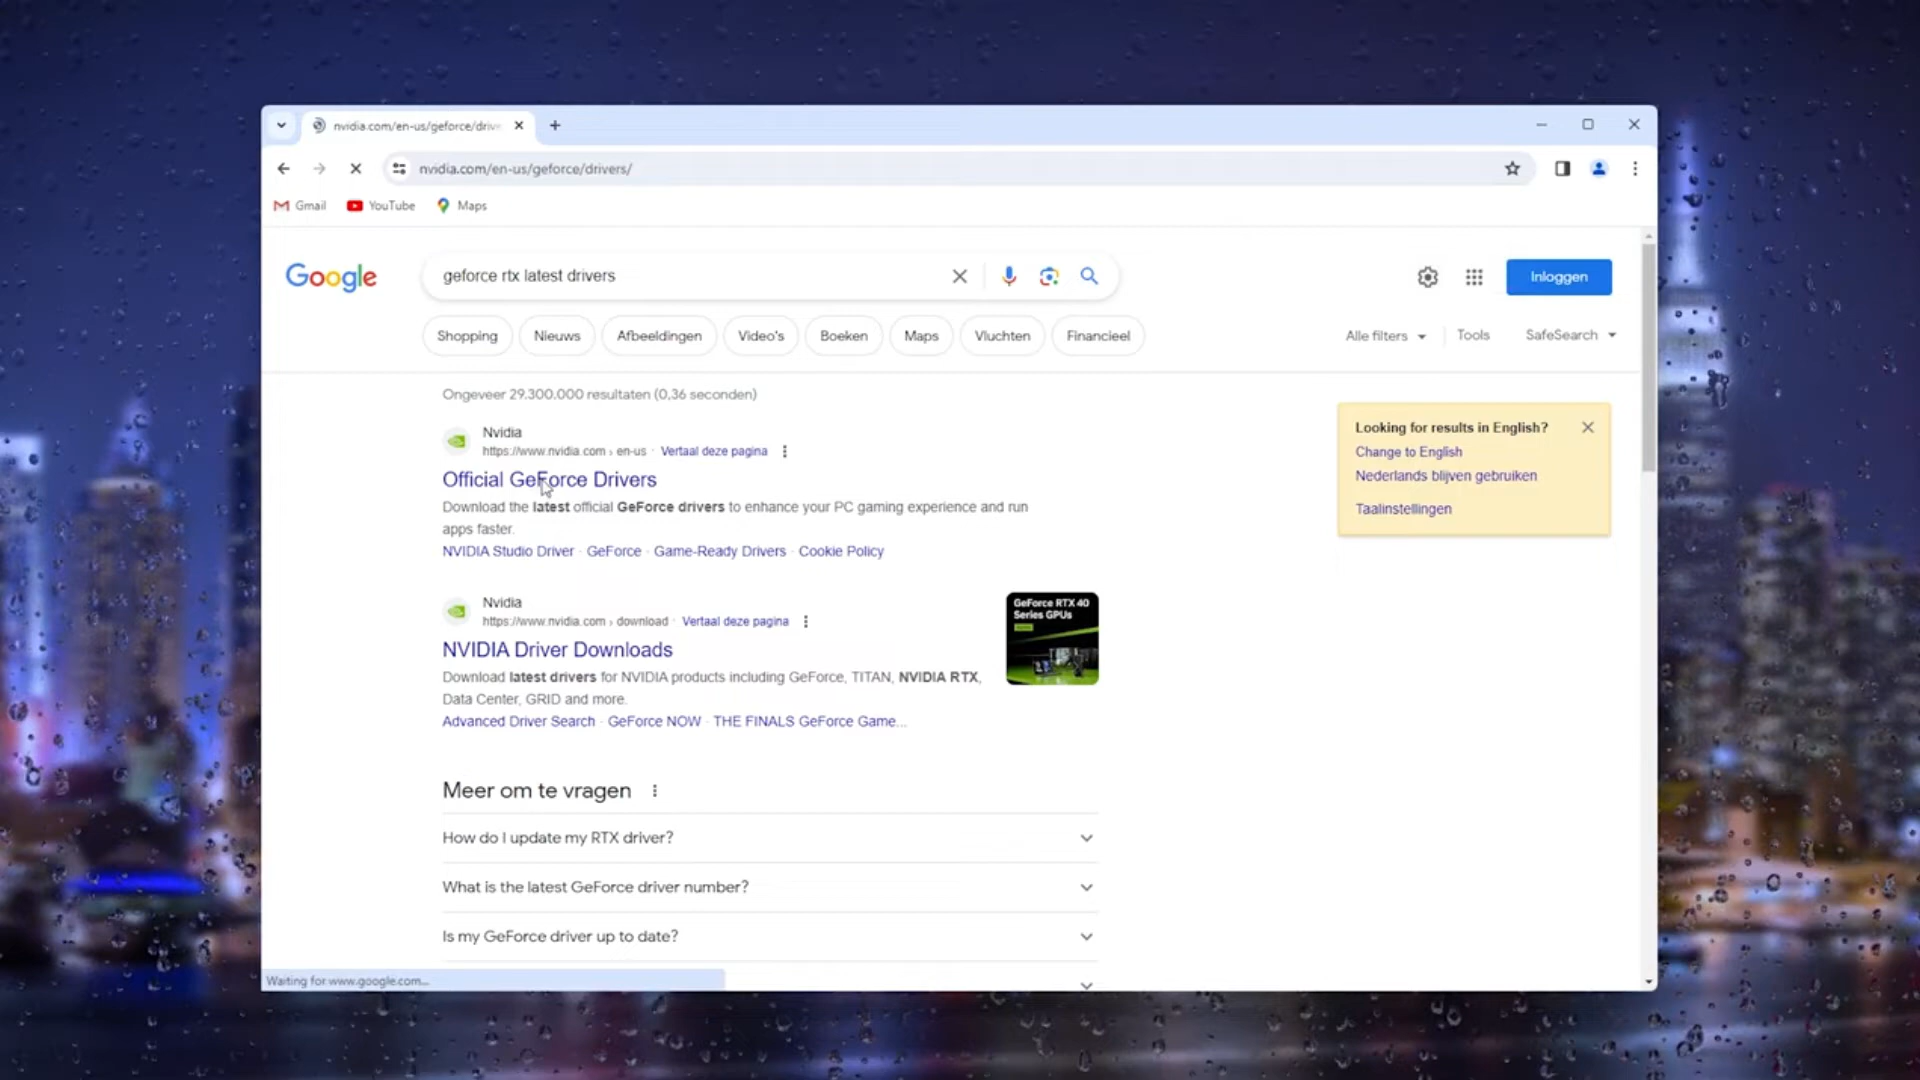 nvidia.com/en-us/geforce/drive
nvidia.com/en-us/geforce/drivers/
Gmail YouTube Maps
Google
geforce rtx latest drivers
Inloggen
Shopping Nieuws Afbeeldingen Video's Boeken Maps Vluchten Financieel
Alle filters Tools SafeSearch
Ongeveer 29.300.000 resultaten (0,36 seconden)
Nvidia
https://www.nvidia.com › en-us · Vertaal deze pagina
Official GeForce Drivers
Download the latest official GeForce drivers to enhance your PC gaming experience and run
apps faster.
NVIDIA Studio Driver · GeForce · Game-Ready Drivers · Cookie Policy
Looking for results in English?
Change to English
Nederlands blijven gebruiken
Taalinstellingen
Nvidia
https://www.nvidia.com › download · Vertaal deze pagina
NVIDIA Driver Downloads
Download latest drivers for NVIDIA products including GeForce, TITAN, NVIDIA RTX,
Data Center, GRID and more.
Advanced Driver Search · GeForce NOW · THE FINALS GeForce Game...
GeForce RTX 40
Series GPUs
Meer om te vragen
How do I update my RTX driver?
What is the latest GeForce driver number?
Is my GeForce driver up to date?
Waiting for www.google.com...